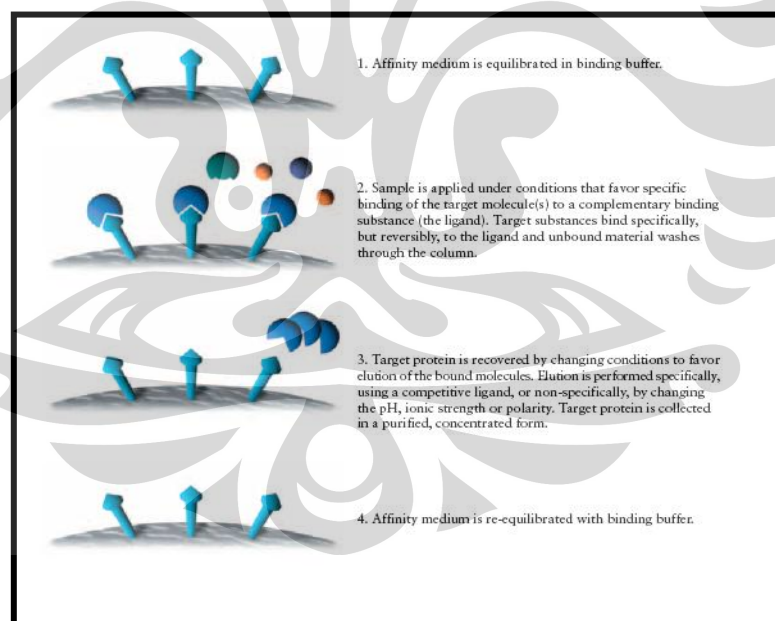 1. Affinity medium is equilibrated in binding buffer.
2. Sample is applied under conditions that favor specific
binding of the target molecule(s) to a complementary binding
substance (the ligand). Target substances bind specifically,
but reversibly, to the ligand and unbound material washes
through the column.
3. Target protein is recovered by changing conditions to favor
elution of the bound molecules. Elution is performed specifically,
using a competitive ligand, or non-specifically, by changing
the pH, ionic strength or polarity. Target protein is collected
in a purified, concentrated form.
4. Affinity medium is re-equilibrated with binding buffer.